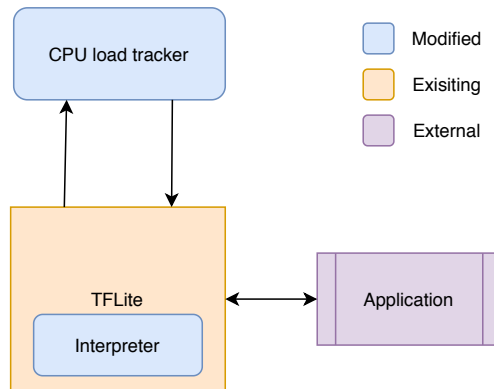 CPU load tracker
Modified
Exisiting
External
TFLite
Interpreter
Application